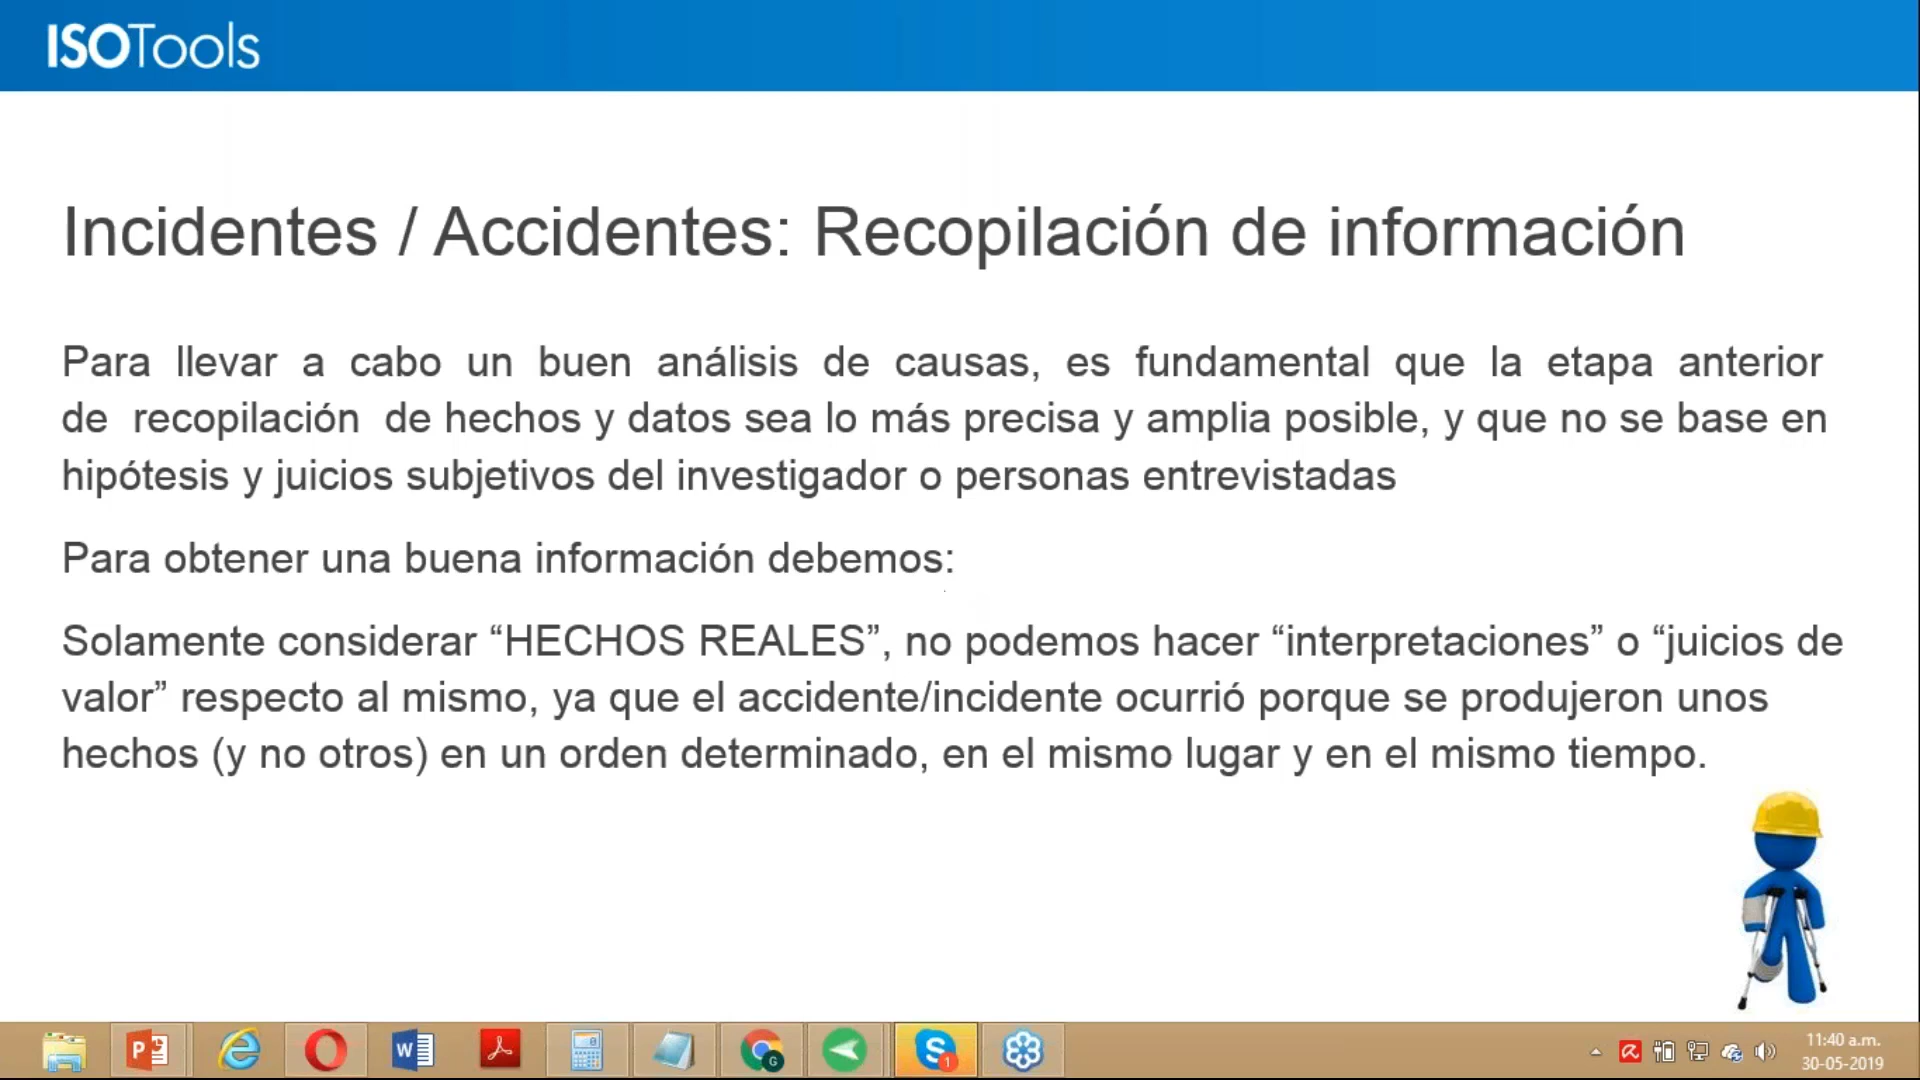 ISOTools
Incidentes / Accidentes: Recopilación de información
Para llevar a cabo un buen análisis de causas, es fundamental que la etapa anterior
de recopilación de hechos y datos sea lo más precisa y amplia posible, y que no se base en
hipótesis y juicios subjetivos del investigador o personas entrevistadas
Para obtener una buena información debemos:
Solamente considerar “HECHOS REALES”, no podemos hacer “interpretaciones” o “juicios de
valor” respecto al mismo, ya que el accidente/incidente ocurrió porque se produjeron unos
hechos (y no otros) en un orden determinado, en el mismo lugar y en el mismo tiempo.
11:40 a.m.
30-05-2019